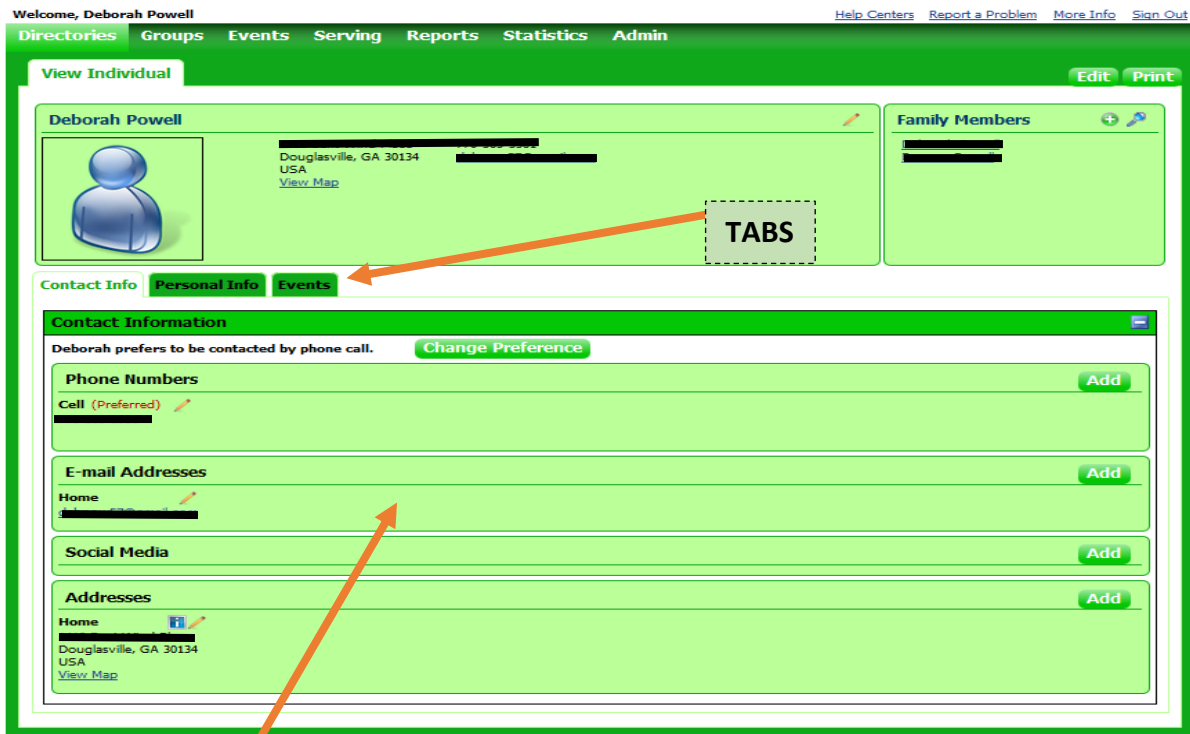 Welcome, Deborah Powell
Help Centers Report a Problem More Info Sign Out
Directories Groups Events Serving Reports Statistics Admin
View Individual
Edit Print
Deborah Powell
Family Members
Douglasville, GA 30134
USA
View Map
TABS
Contact Info Personal Info Events
Contact Information
Deborah prefers to be contacted by phone call. Change Preference
Phone Numbers Add
Cell (Preferred)
E-mail Addresses Add
Home
Social Media Add
Addresses Add
Home
Douglasville, GA 30134
USA
View Map